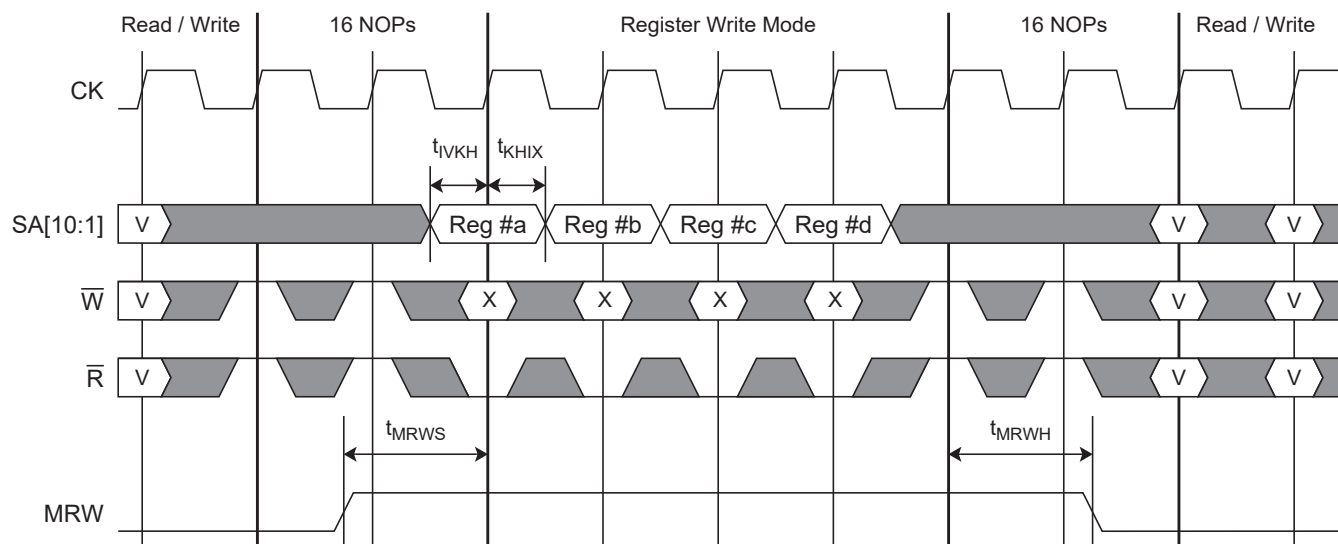 Read / Write 16 NOPs Register Write Mode 16 NOPs Read / Write
CK
tIVKH tKHIX
SA[10:1] V Reg #a Reg #b Reg #c Reg #d V V
W V X X X X V V
R V V V
tMRWS tMRWH
MRW